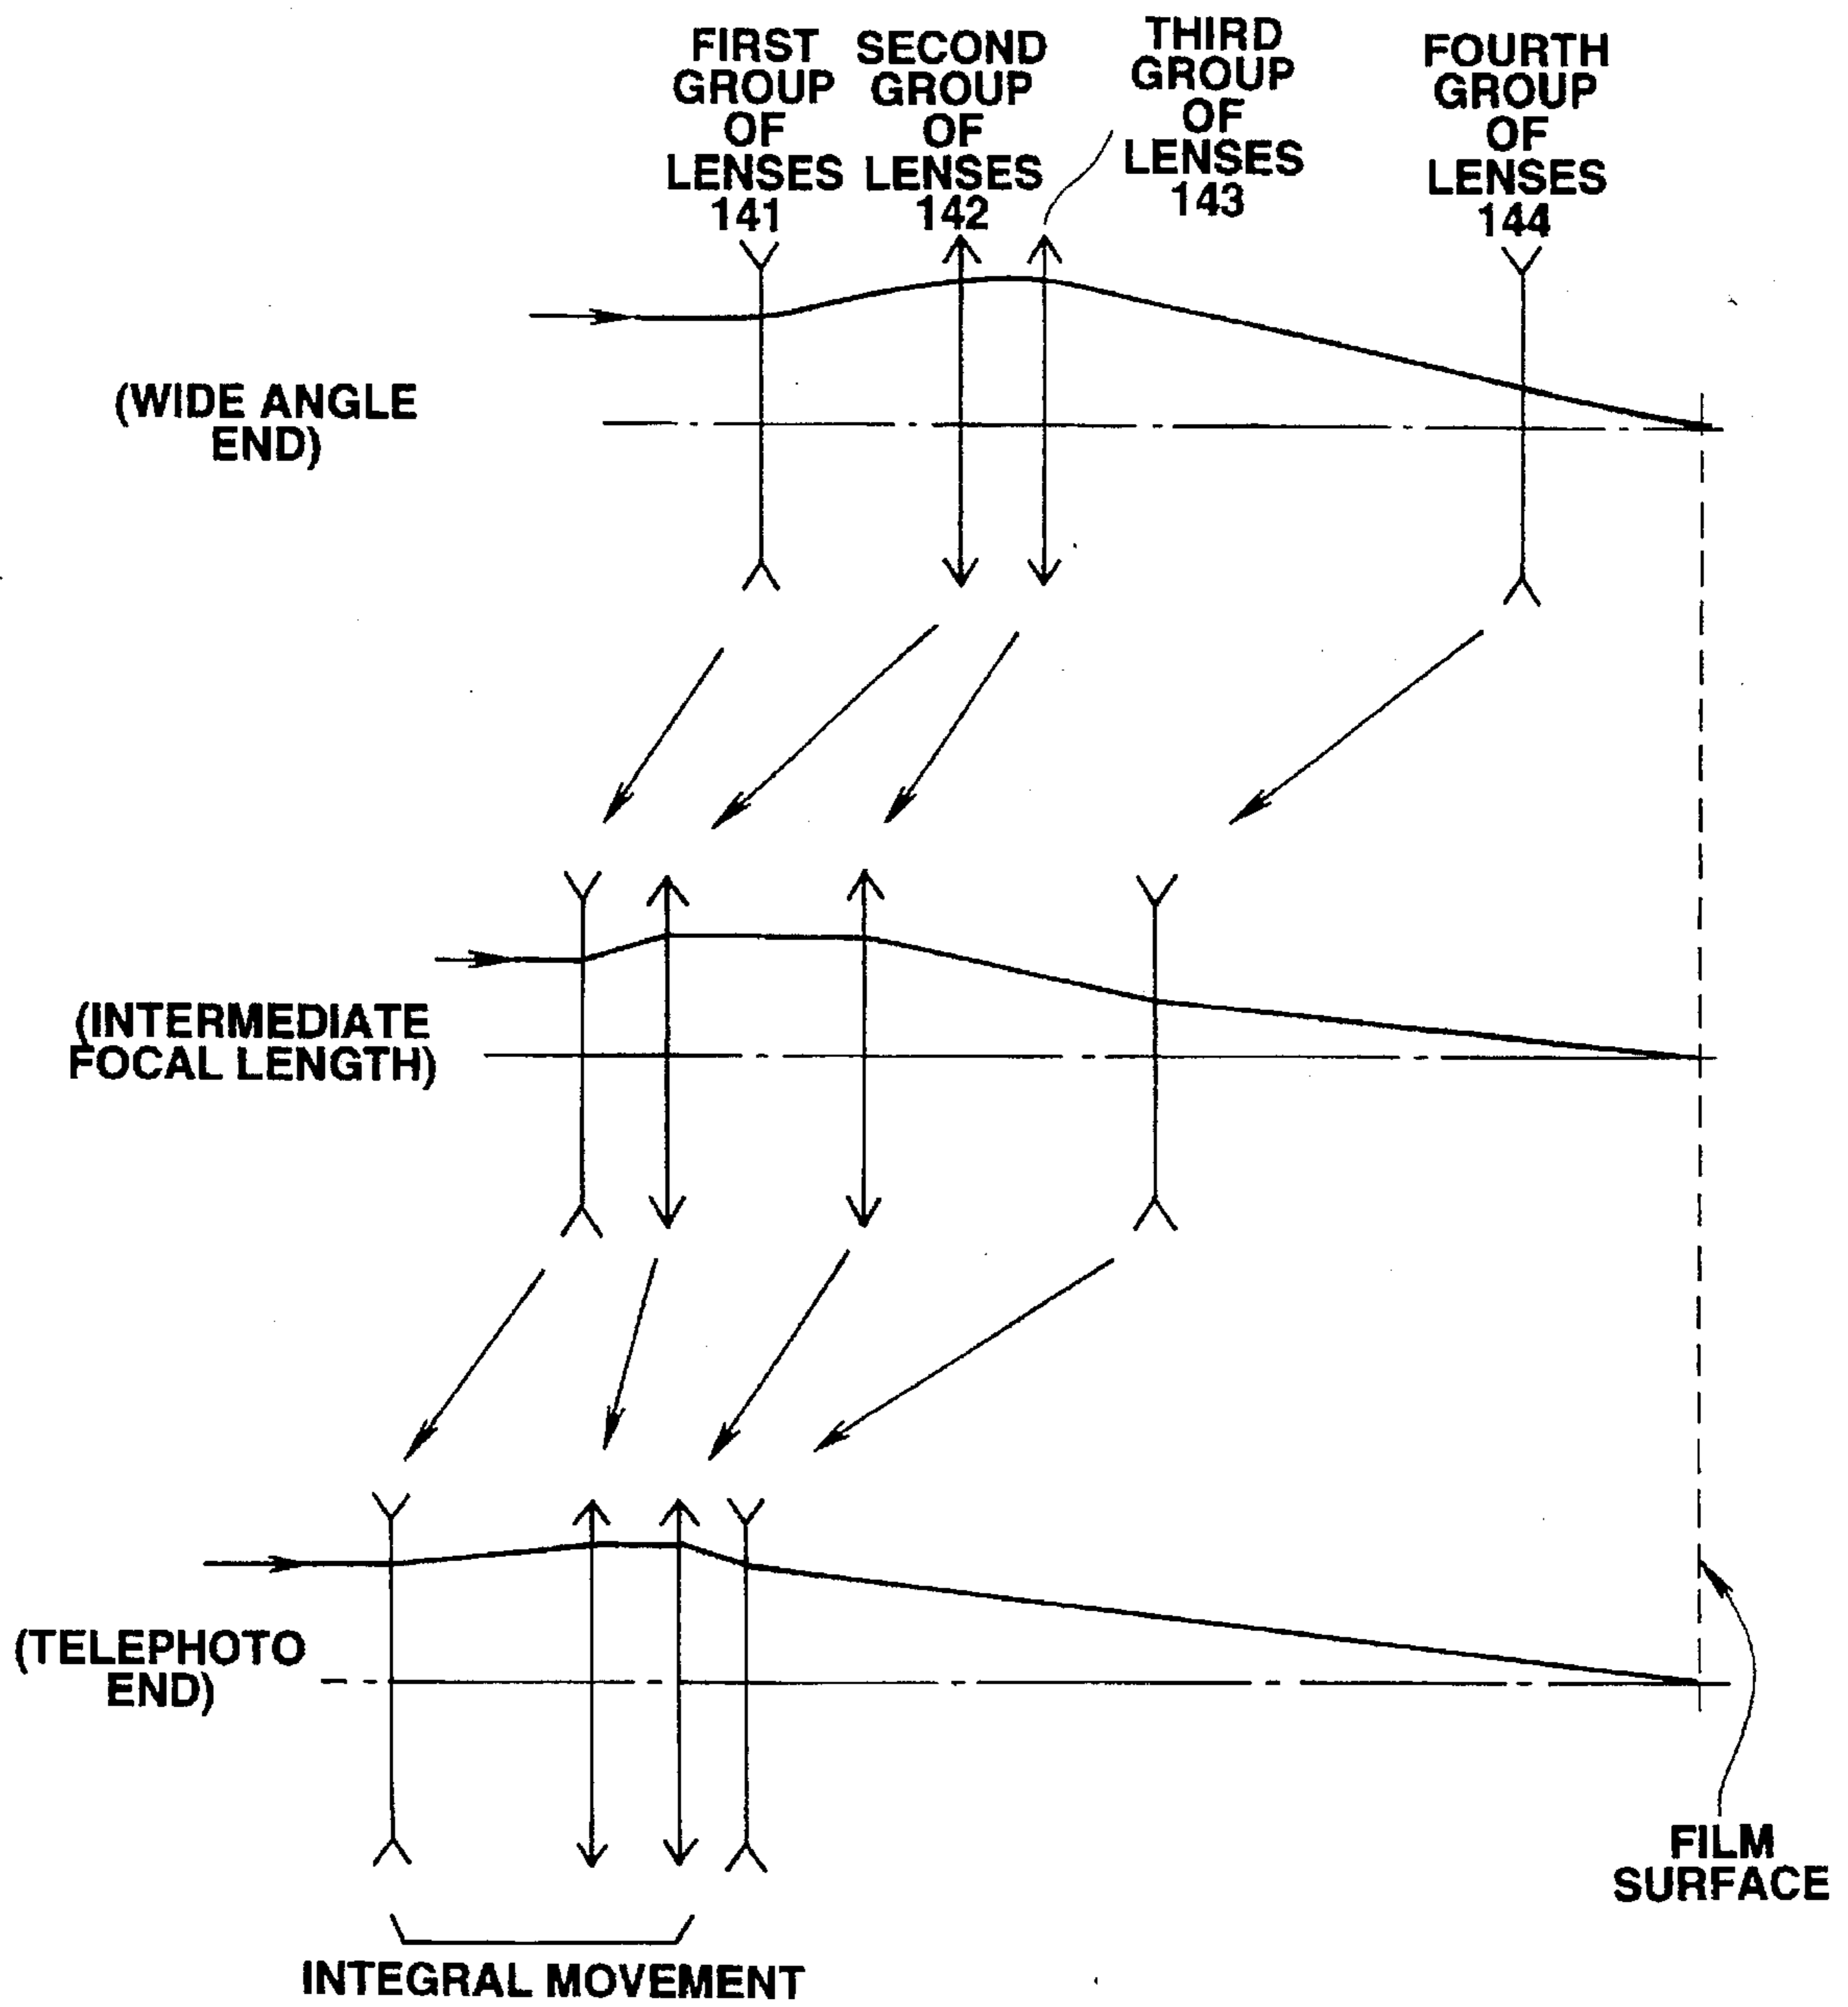 FIRST
GROUP
OF
LENSES
141
SECOND
GROUP
OF
LENSES
142
THIRD
GROUP
OF
LENSES
143
FOURTH
GROUP
OF
LENSES
144
(WIDE ANGLE
END)
(INTERMEDIATE
FOCAL LENGTH)
(TELEPHOTO
END)
FILM
SURFACE
INTEGRAL MOVEMENT